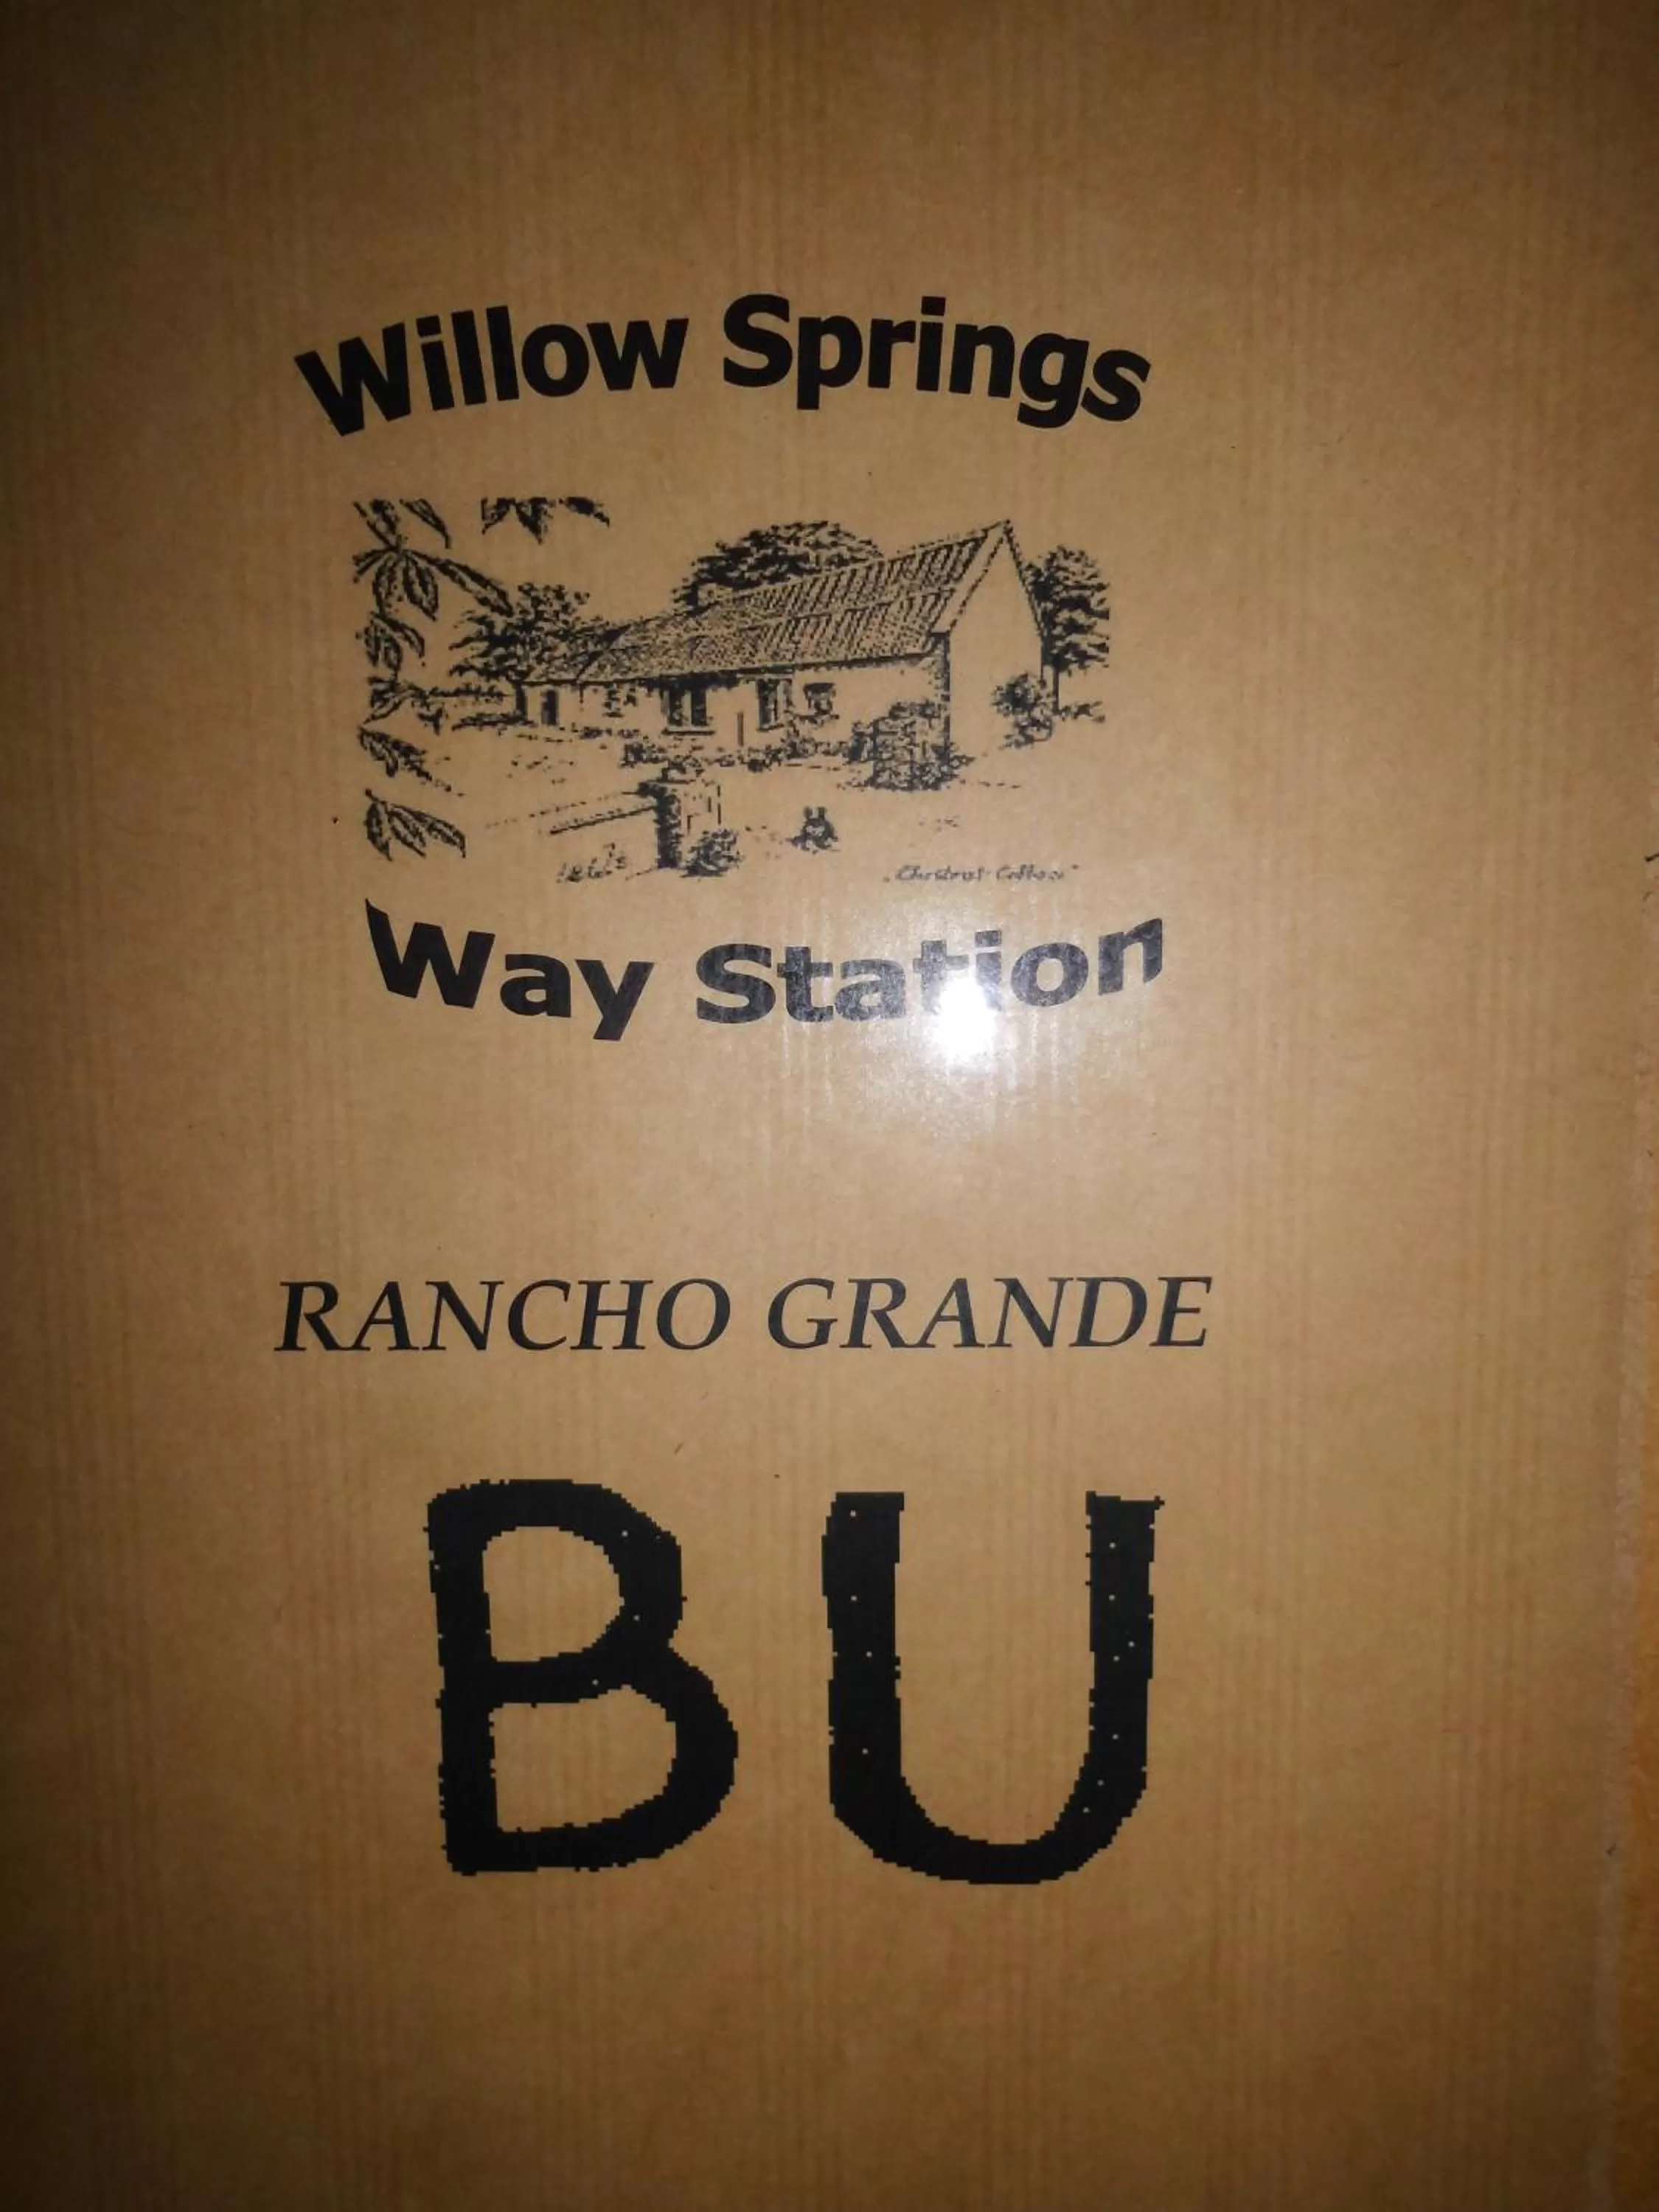 Willow Springs
Way Station
RANCHO GRANDE
BU